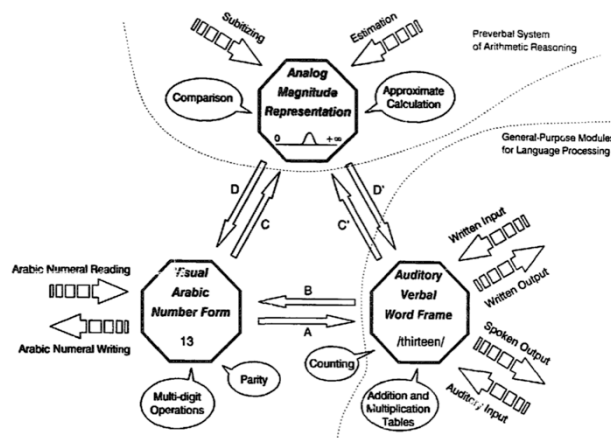 Subitizing
Estimation
Preverbal System
of Arithmetic Reasoning
Analog
Magnitude
Representation
0 +∞
Comparison
Approximate
Calculation
General-Purpose Modules
for Language Processing
D
C
C'
D'
Written Input
Written Output
Arabic Numeral Reading
Visual
Arabic
Number Form
13
B
A
Auditory
Verbal
Word Frame
/thirteen/
Arabic Numeral Writing
Spoken Output
Auditory Input
Counting
Parity
Multi-digit
Operations
Addition and
Multiplication
Tables